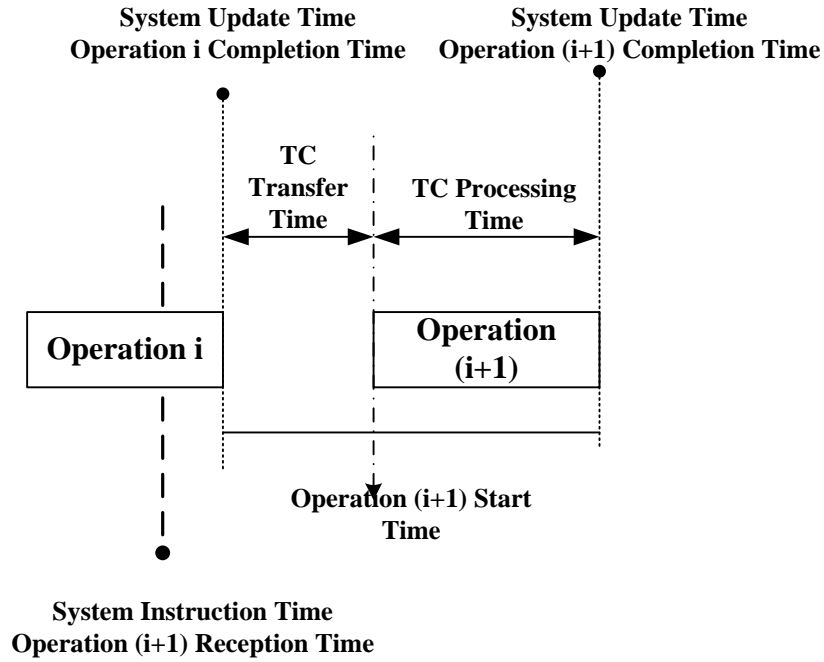 System Update Time
Operation i Completion Time
System Update Time
Operation (i+1) Completion Time
TC
Transfer
Time
TC Processing
Time
Operation i
Operation
(i+1)
Operation (i+1) Start
Time
System Instruction Time
Operation (i+1) Reception Time